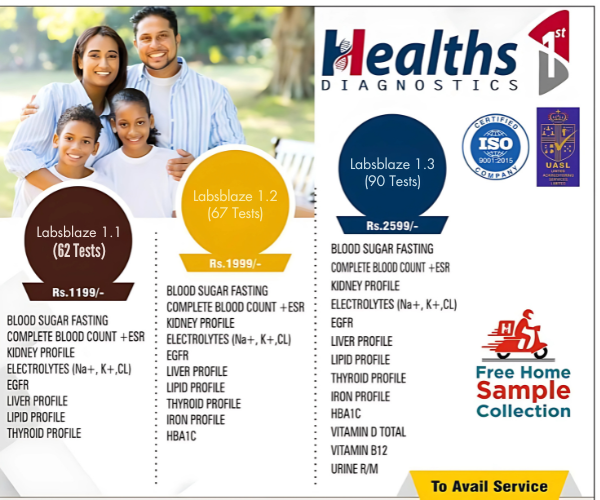 Healths 1st
DIAGNOSTICS
CERTIFIED
ISO
9001:2015
COMPANY
UASL
Labsblaze 1.1
(62 Tests)
Rs.1199/-
BLOOD SUGAR FASTING
COMPLETE BLOOD COUNT +ESR
KIDNEY PROFILE
ELECTROLYTES (Na+, K+,CL)
EGFR
LIVER PROFILE
LIPID PROFILE
THYROID PROFILE
Labsblaze 1.2
(67 Tests)
Rs.1999/-
BLOOD SUGAR FASTING
COMPLETE BLOOD COUNT +ESR
KIDNEY PROFILE
ELECTROLYTES (Na+, K+,CL)
EGFR
LIVER PROFILE
LIPID PROFILE
THYROID PROFILE
IRON PROFILE
HBA1C
Labsblaze 1.3
(90 Tests)
Rs.2599/-
BLOOD SUGAR FASTING
COMPLETE BLOOD COUNT +ESR
KIDNEY PROFILE
ELECTROLYTES (Na+, K+,CL)
EGFR
LIVER PROFILE
LIPID PROFILE
THYROID PROFILE
IRON PROFILE
HBA1C
VITAMIN D TOTAL
VITAMIN B12
URINE R/M
H
Free Home
Sample
Collection
To Avail Service